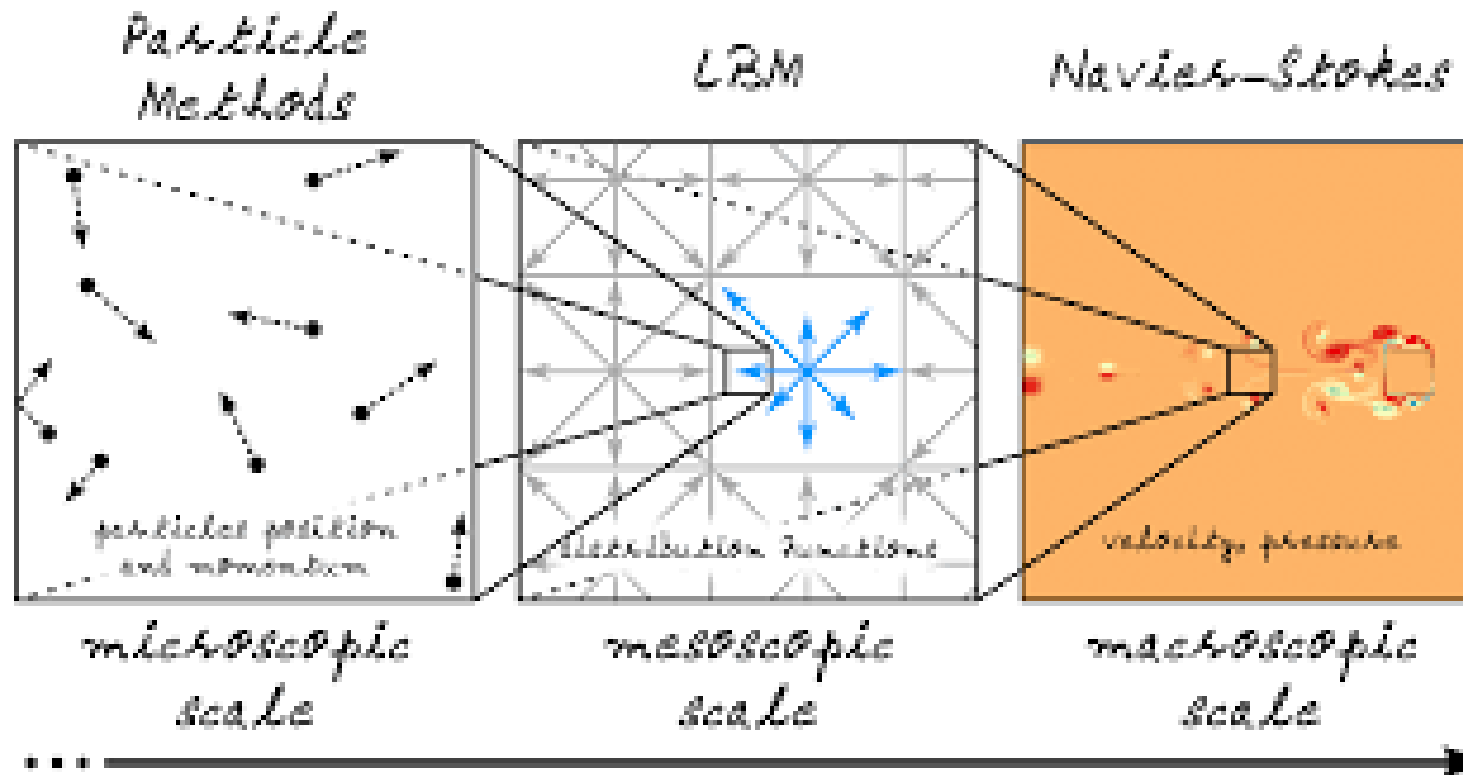 Particle
Methods
LBM
Navier-Stokes
particles position
and momentum
distribution functions
velocity, pressure
microscopic
scale
mesoscopic
scale
macroscopic
scale